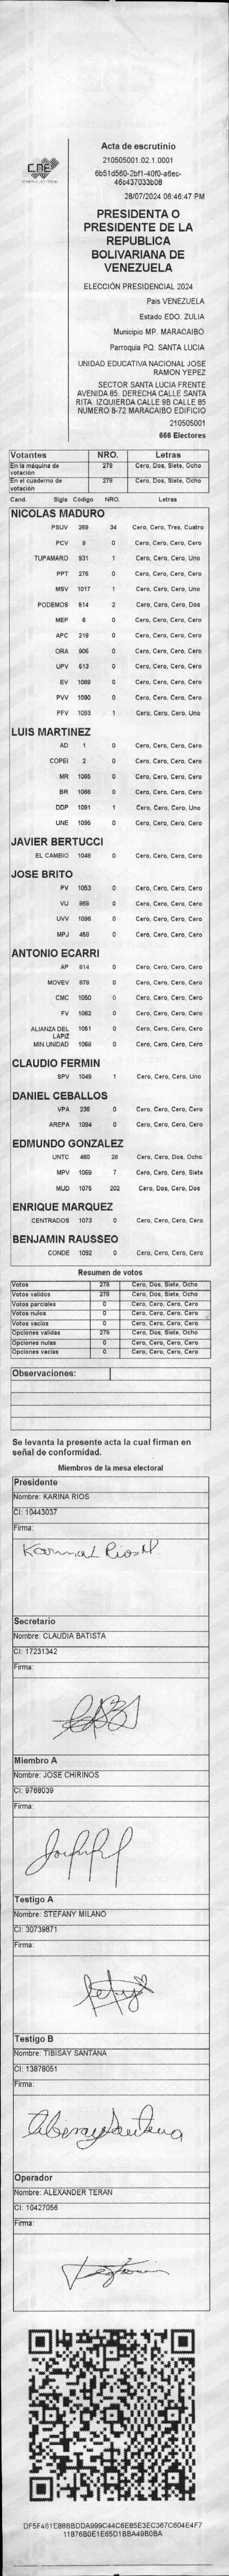 CNE
Acta de escrutinio
210505001.02.1.0001
6b51d560-2bf1-40f0-a6ec-
46c437033b08
28/07/2024 06:46:47 PM
PRESIDENTA O
PRESIDENTE DE LA
REPUBLICA
BOLIVARIANA DE
VENEZUELA
ELECCIÓN PRESIDENCIAL 2024
Pais VENEZUELA
Estado EDO. ZULIA
Municipio MP. MARACAIBO
Parroquia PQ. SANTA LUCIA
UNIDAD EDUCATIVA NACIONAL JOSE
RAMON YEPEZ
SECTOR SANTA LUCIA FRENTE
AVENIDA 85. DERECHA CALLE SANTA
RITA. IZQUIERDA CALLE 9B CALLE 85
NUMERO 8-72 MARACAIBO EDIFICIO
210505001
666 Electores
Votantes NRO. Letras
En la máquina de votación 278 Cero, Dos, Siete, Ocho
En el cuaderno de votación 278 Cero, Dos, Siete, Ocho
Cand. Sigla Código NRO. Letras
NICOLAS MADURO
PSUV 269 34 Cero, Cero, Tres, Cuatro
PCV 9 0 Cero, Cero, Cero, Cero
TUPAMARO 931 1 Cero, Cero, Cero, Uno
PPT 276 0 Cero, Cero, Cero, Cero
MSV 1017 1 Cero, Cero, Cero, Uno
PODEMOS 514 2 Cero, Cero, Cero, Dos
MEP 6 0 Cero, Cero, Cero, Cero
APC 219 0 Cero, Cero, Cero, Cero
ORA 906 0 Cero, Cero, Cero, Cero
UPV 513 0 Cero, Cero, Cero, Cero
EV 1089 0 Cero, Cero, Cero, Cero
PVV 1090 0 Cero, Cero, Cero, Cero
PFV 1093 1 Cero, Cero, Cero, Uno
LUIS MARTINEZ
AD 1 0 Cero, Cero, Cero, Cero
COPEI 2 0 Cero, Cero, Cero, Cero
MR 1065 0 Cero, Cero, Cero, Cero
BR 1066 0 Cero, Cero, Cero, Cero
DDP 1091 1 Cero, Cero, Cero, Uno
UNE 1095 0 Cero, Cero, Cero, Cero
JAVIER BERTUCCI
EL CAMBIO 1048 0 Cero, Cero, Cero, Cero
JOSE BRITO
PV 1053 0 Cero, Cero, Cero, Cero
VU 868 0 Cero, Cero, Cero, Cero
UVV 1096 0 Cero, Cero, Cero, Cero
MPJ 458 0 Cero, Cero, Cero, Cero
ANTONIO ECARRI
AP 814 0 Cero, Cero, Cero, Cero
MOVEV 878 0 Cero, Cero, Cero, Cero
CMC 1050 0 Cero, Cero, Cero, Cero
FV 1062 0 Cero, Cero, Cero, Cero
ALIANZA DEL LAPIZ 1051 0 Cero, Cero, Cero, Cero
MIN UNIDAD 1068 0 Cero, Cero, Cero, Cero
CLAUDIO FERMIN
SPV 1049 1 Cero, Cero, Cero, Uno
DANIEL CEBALLOS
VPA 236 0 Cero, Cero, Cero, Cero
AREPA 1094 0 Cero, Cero, Cero, Cero
EDMUNDO GONZALEZ
UNTC 460 28 Cero, Cero, Dos, Ocho
MPV 1069 7 Cero, Cero, Cero, Siete
MUD 1075 202 Cero, Dos, Cero, Dos
ENRIQUE MARQUEZ
CENTRADOS 1073 0 Cero, Cero, Cero, Cero
BENJAMIN RAUSSEO
CONDE 1092 0 Cero, Cero, Cero, Cero
Resumen de votos
Votos 278 Cero, Dos, Siete, Ocho
Votos validos 278 Cero, Dos, Siete, Ocho
Votos parciales 0 Cero, Cero, Cero, Cero
Votos nulos 0 Cero, Cero, Cero, Cero
Votos vacios 0 Cero, Cero, Cero, Cero
Opciones validas 278 Cero, Dos, Siete, Ocho
Opciones nulas 0 Cero, Cero, Cero, Cero
Opciones vacias 0 Cero, Cero, Cero, Cero
Observaciones:
Se levanta la presente acta la cual firman en
señal de conformidad.
Miembros de la mesa electoral
Presidente
Nombre: KARINA RIOS
CI: 10443037
Firma:
Secretario
Nombre: CLAUDIA BATISTA
CI: 17231342
Firma:
Miembro A
Nombre: JOSE CHIRINOS
CI: 9768039
Firma:
Testigo A
Nombre: STEFANY MILANO
CI: 30739871
Firma:
Testigo B
Nombre: TIBISAY SANTANA
CI: 13878051
Firma:
Tibisay Santana
Operador
Nombre: ALEXANDER TERAN
CI: 10427056
Firma:
DF5F461E88BBDDA999C44C6E85E3EC367C604E4F7
11876B0E1E65D1BBA49B0BA